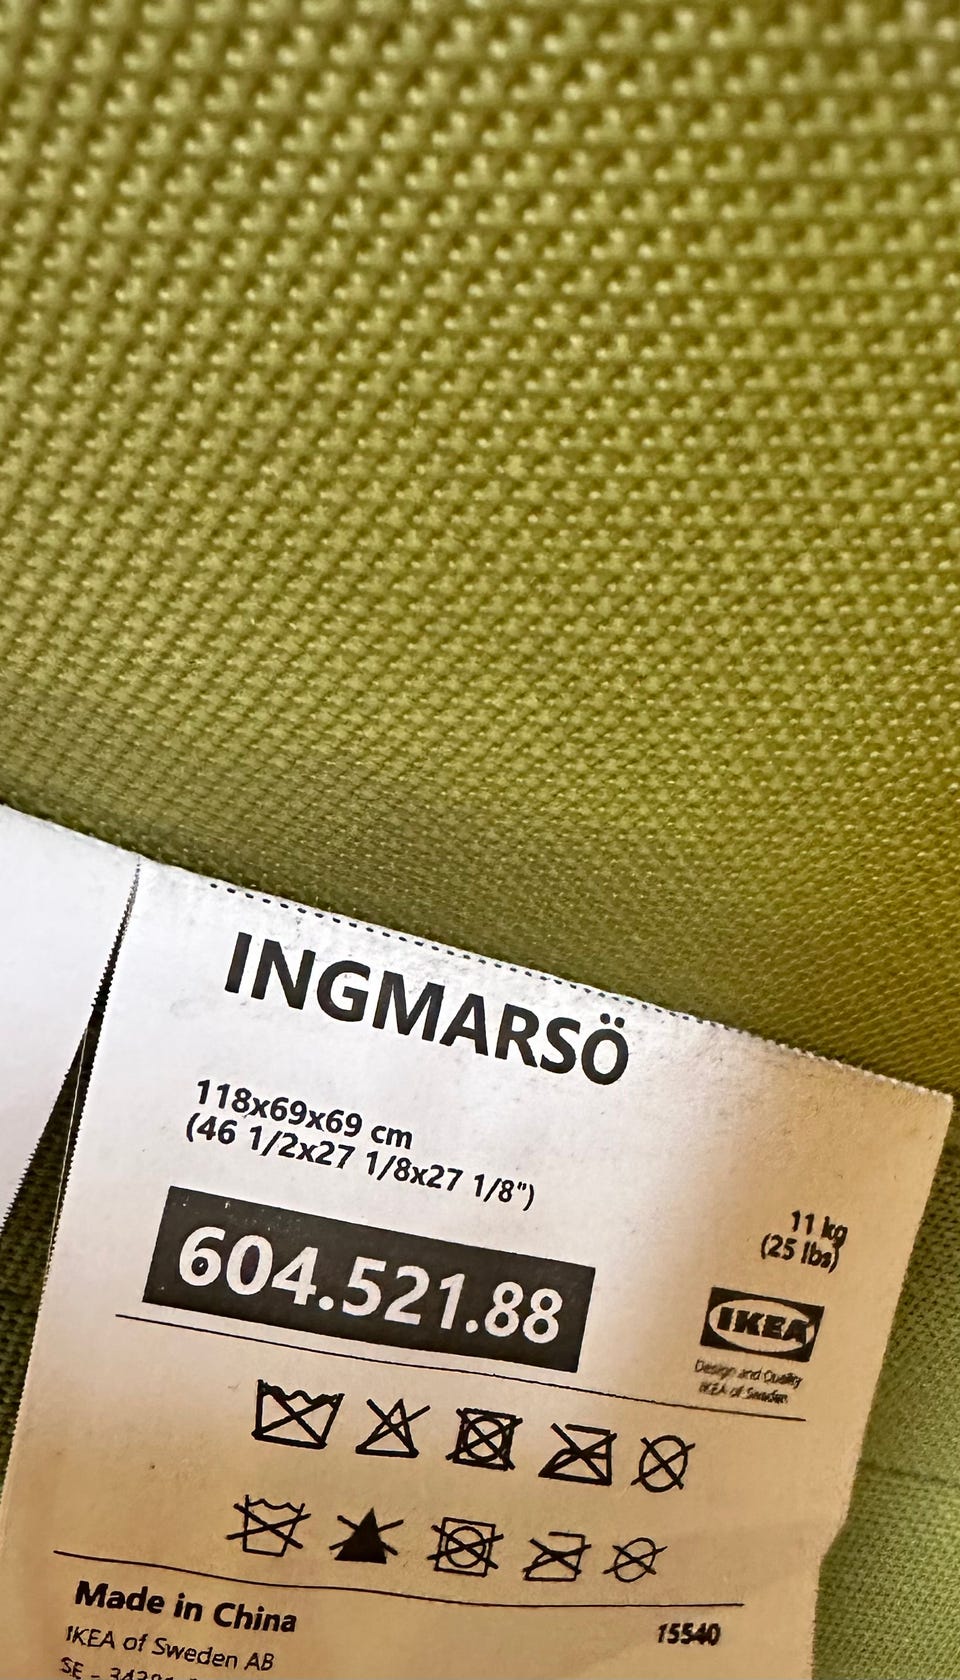 INGMARSÖ
118x69x69 cm
(46 1/2x27 1/8x27 1/8")
11 kg
(25 lbs)
604.521.88
IKEA
Design and Quality
IKEA of Sweden
Made in China
15540
IKEA of Sweden AB
SE -